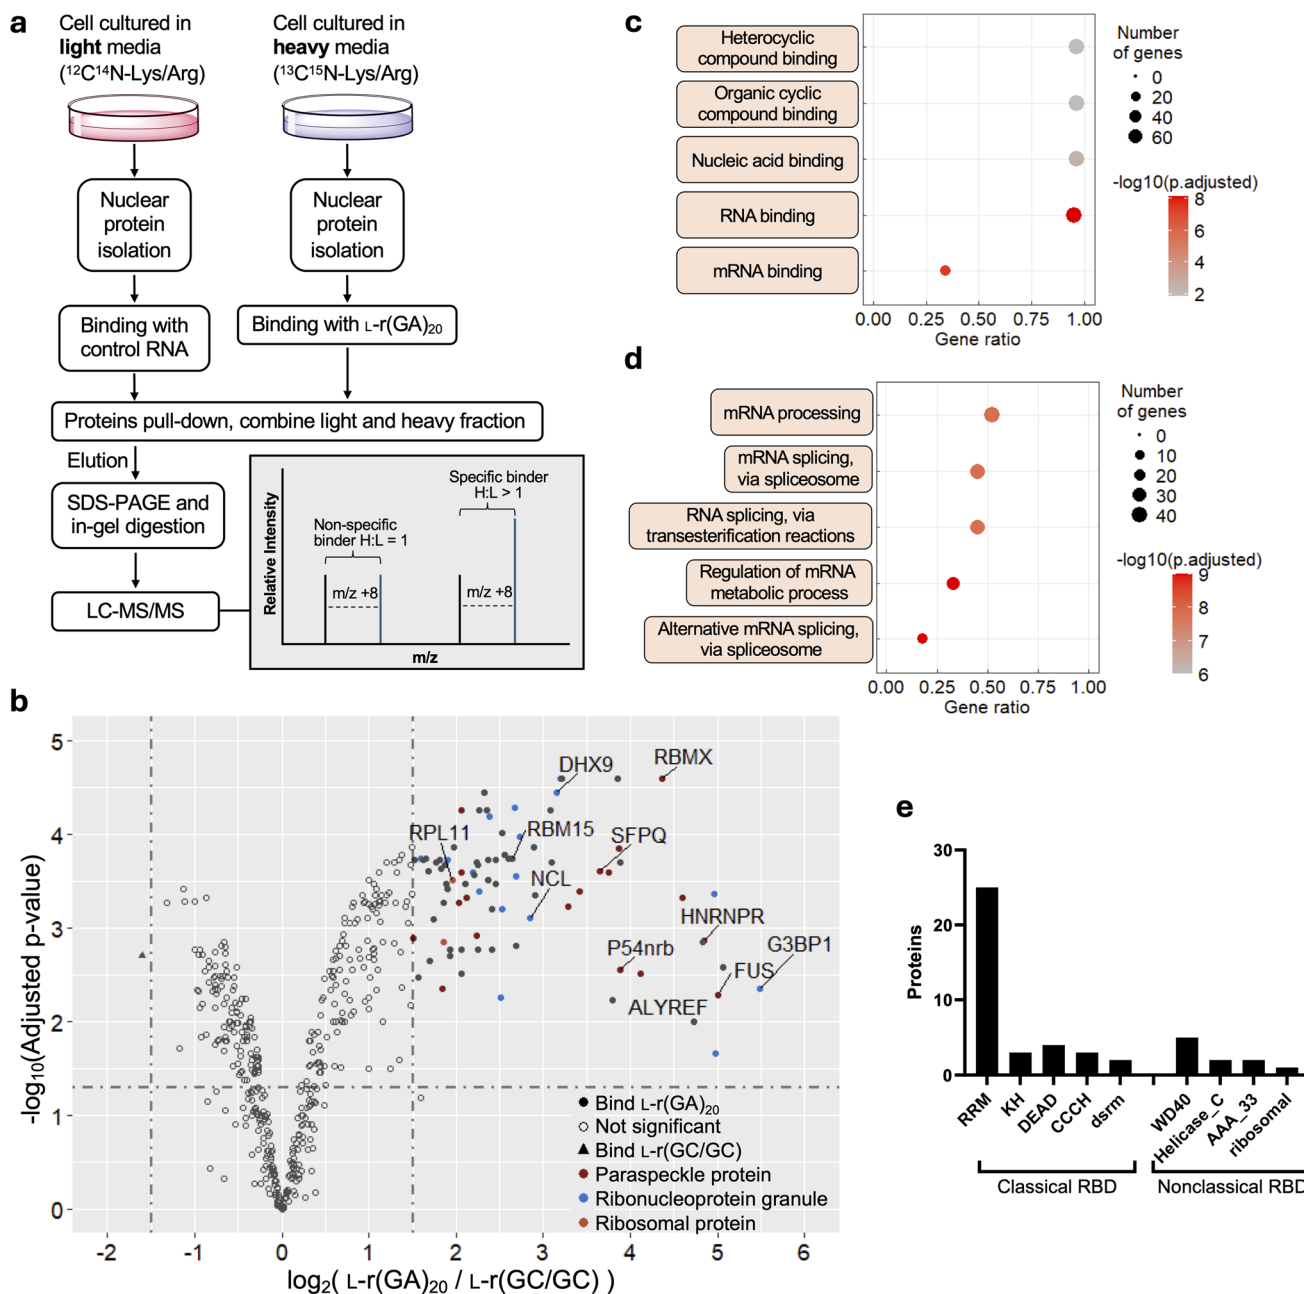 a
Cell cultured in
light media
(¹²C¹⁴N-Lys/Arg)
Cell cultured in
heavy media
(¹³C¹⁵N-Lys/Arg)
Nuclear
protein
isolation
Nuclear
protein
isolation
Binding with
control RNA
Binding with L-r(GA)₂₀
Proteins pull-down, combine light and heavy fraction
Elution
SDS-PAGE and
in-gel digestion
LC-MS/MS
Relative Intensity
Non-specific
binder H:L = 1
m/z +8
Specific binder
H:L > 1
m/z +8
m/z
b
-log₁₀(Adjusted p-value)
5
4
3
2
1
0
-2
-1
0
1
2
3
4
5
6
log₂( L-r(GA)₂₀ / L-r(GC/GC) )
DHX9
RBMX
RPL11
RBM15
SFPQ
NCL
HNRNPR
P54nrb
G3BP1
FUS
ALYREF
Bind L-r(GA)₂₀
Not significant
Bind L-r(GC/GC)
Paraspeckle protein
Ribonucleoprotein granule
Ribosomal protein
c
Heterocyclic
compound binding
Organic cyclic
compound binding
Nucleic acid binding
RNA binding
mRNA binding
0.00 0.25 0.50 0.75 1.00
Gene ratio
Number
of genes
0
20
40
60
-log10(p.adjusted)
8
6
4
2
d
mRNA processing
mRNA splicing,
via spliceosome
RNA splicing, via
transesterification reactions
Regulation of mRNA
metabolic process
Alternative mRNA splicing,
via spliceosome
0.00 0.25 0.50 0.75 1.00
Gene ratio
Number
of genes
0
10
20
30
40
-log10(p.adjusted)
9
8
7
6
e
Proteins
30
20
10
0
RRM
KH
DEAD
CCCH
dsrm
WD40
Helicase_C
AAA_33
ribosomal
Classical RBD
Nonclassical RBD